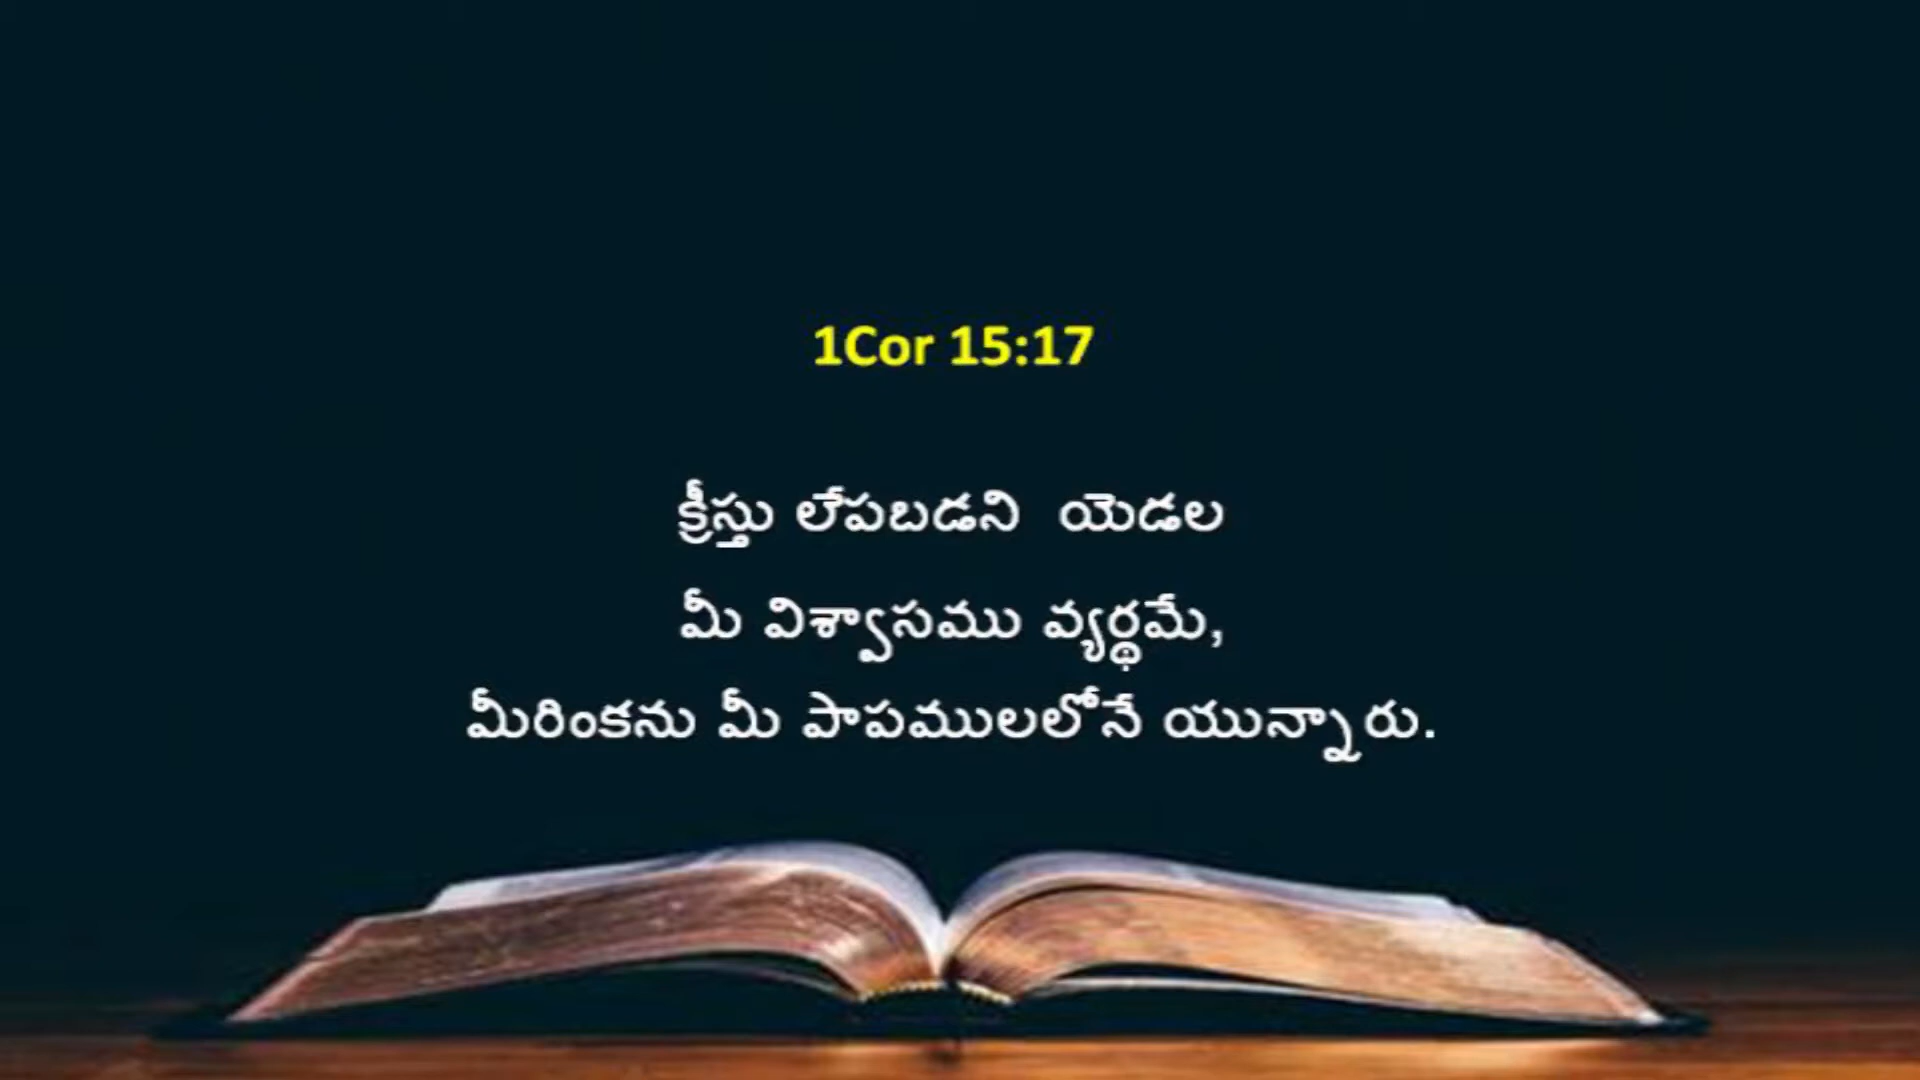 1Cor 15:17
క్రీస్తు లేపబడని యెడల
మీ విశ్వాసము వ్యర్థమే,
మీరింకను మీ పాపములలోనే యున్నారు.